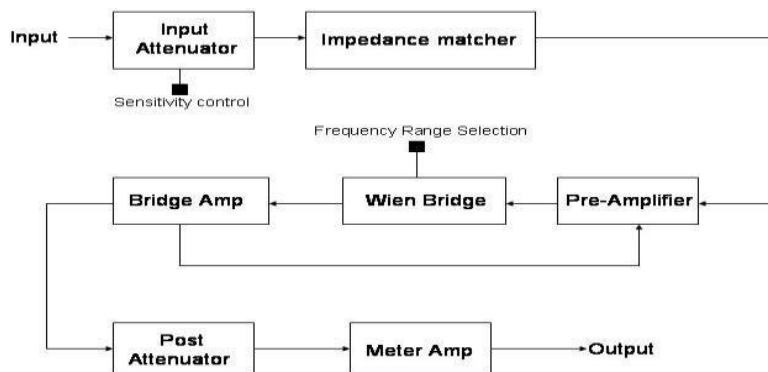 Input
Input
Attenuator
Impedance matcher
Sensitivity control
Frequency Range Selection
Bridge Amp
Wien Bridge
Pre-Amplifier
Post
Attenuator
Meter Amp
Output